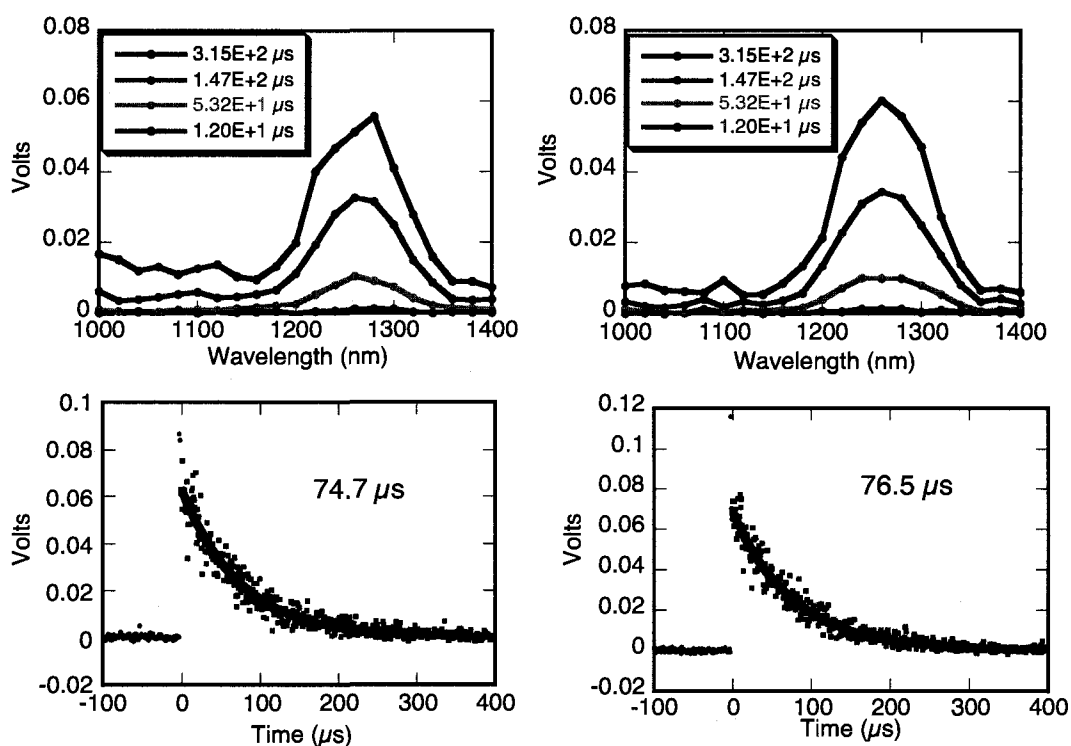 0.08
0.06
0.04
0.02
0
Volts
3.15E+2 µs
1.47E+2 µs
5.32E+1 µs
1.20E+1 µs
1000 1100 1200 1300 1400
Wavelength (nm)
0.08
0.06
0.04
0.02
0
Volts
3.15E+2 µs
1.47E+2 µs
5.32E+1 µs
1.20E+1 µs
1000 1100 1200 1300 1400
Wavelength (nm)
0.1
0.08
0.06
0.04
0.02
0
-0.02
Volts
74.7 µs
-100 0 100 200 300 400
Time (µs)
0.12
0.1
0.08
0.06
0.04
0.02
0
-0.02
Volts
76.5 µs
-100 0 100 200 300 400
Time (µs)